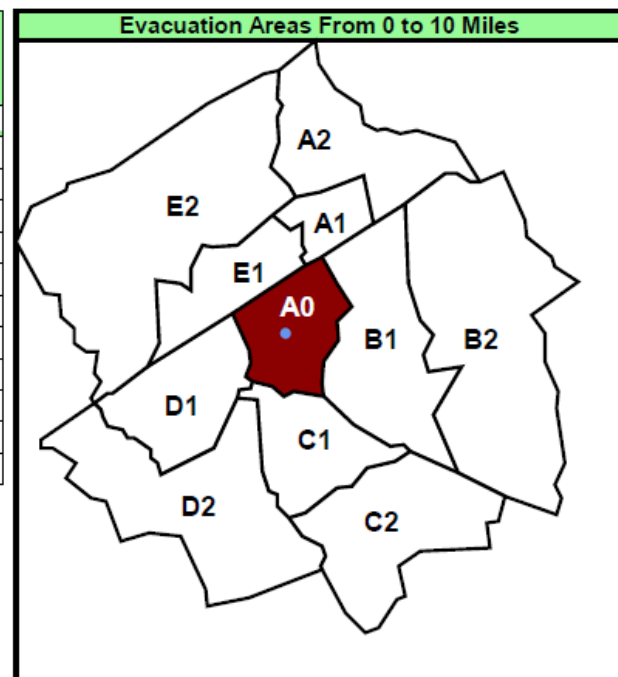 Evacuation Areas From 0 to 10 Miles
A2
E2
A1
E1
A0
B1
B2
D1
C1
D2
C2